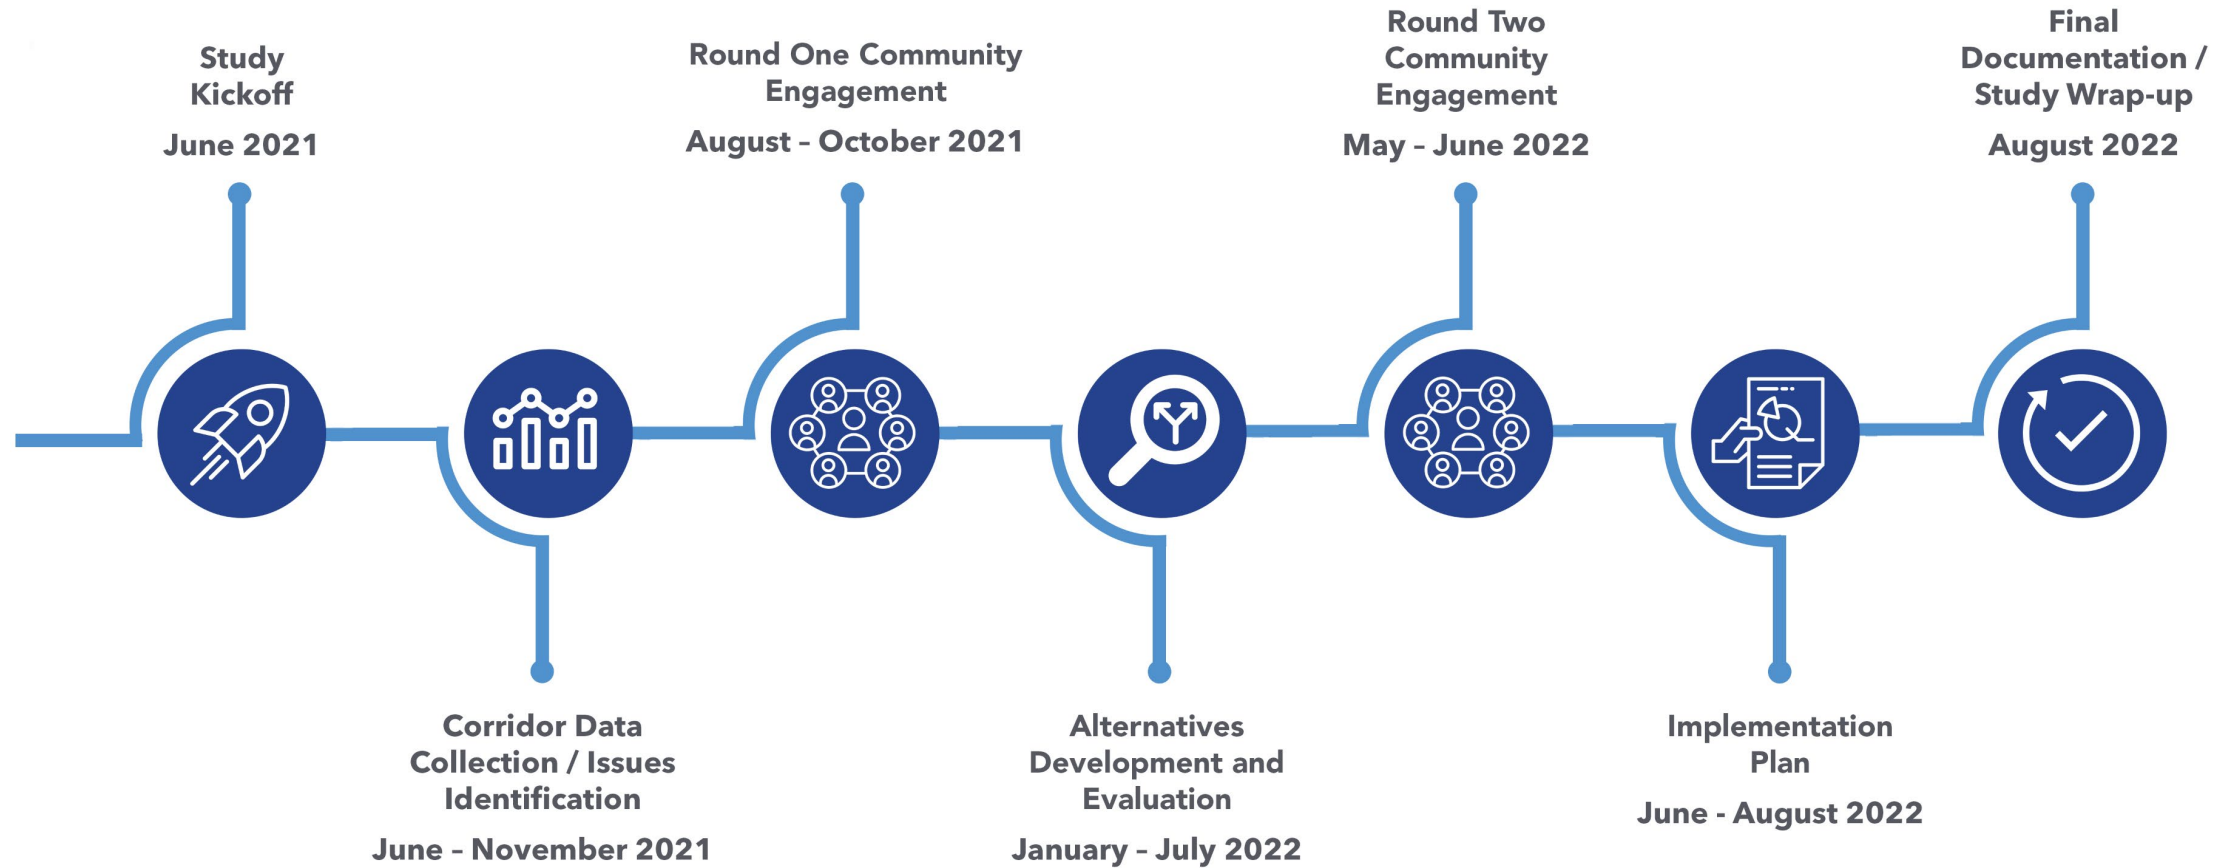 Study
Kickoff
June 2021
Corridor Data
Collection / Issues
Identification
June – November 2021
Round One Community
Engagement
August – October 2021
Alternatives
Development and
Evaluation
January – July 2022
Round Two
Community
Engagement
May – June 2022
Implementation
Plan
June - August 2022
Final
Documentation /
Study Wrap-up
August 2022